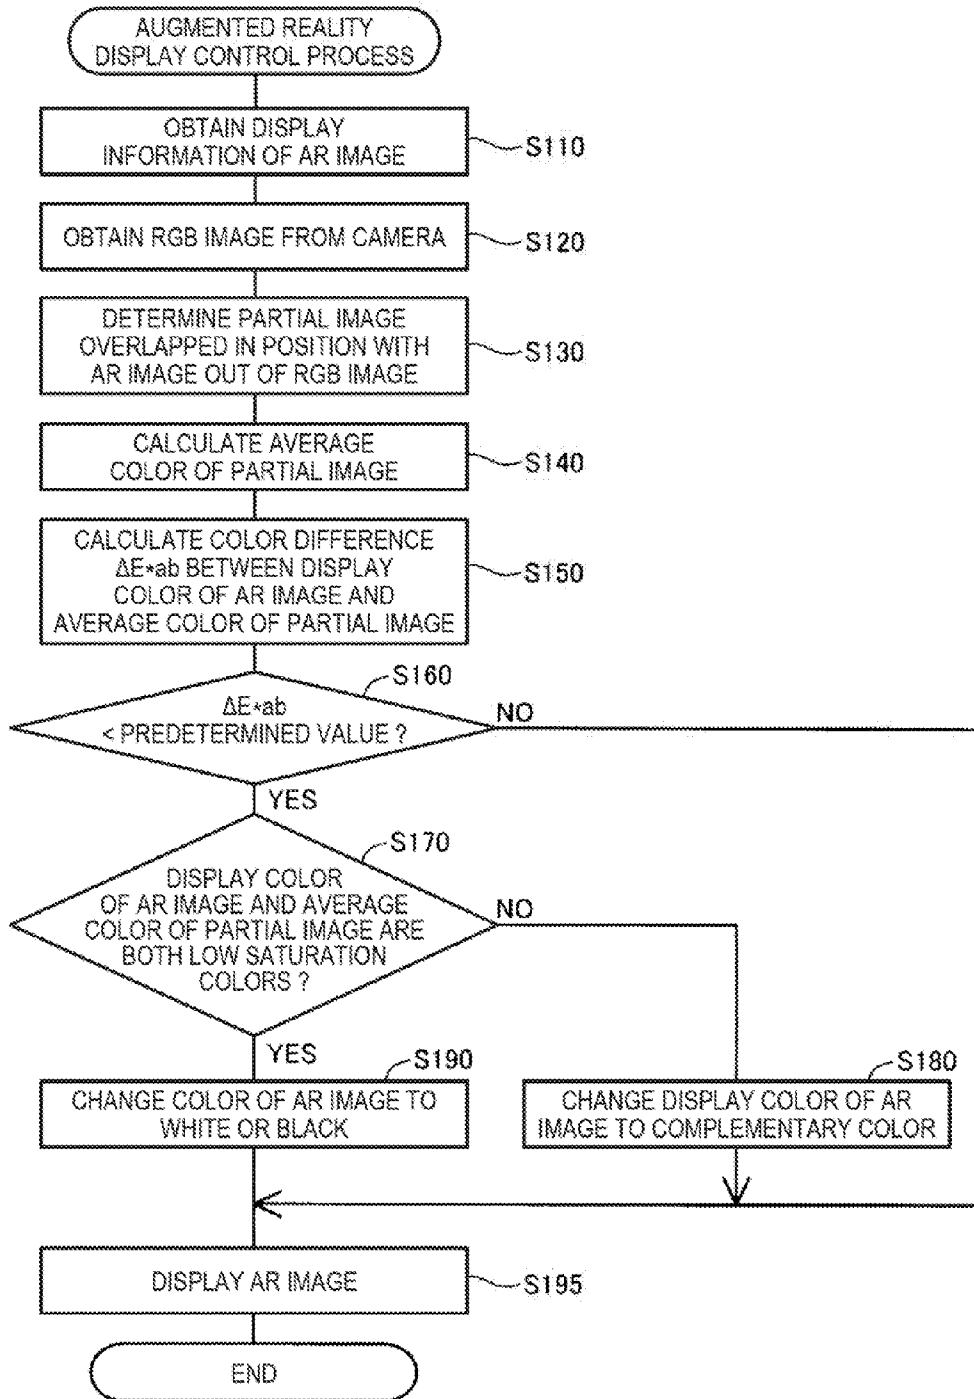 AUGMENTED REALITY
DISPLAY CONTROL PROCESS
OBTAIN DISPLAY
INFORMATION OF AR IMAGE
S110
OBTAIN RGB IMAGE FROM CAMERA
S120
DETERMINE PARTIAL IMAGE
OVERLAPPED IN POSITION WITH
AR IMAGE OUT OF RGB IMAGE
S130
CALCULATE AVERAGE
COLOR OF PARTIAL IMAGE
S140
CALCULATE COLOR DIFFERENCE
ΔE*ab BETWEEN DISPLAY
COLOR OF AR IMAGE AND
AVERAGE COLOR OF PARTIAL IMAGE
S150
S160
ΔE*ab
< PREDETERMINED VALUE ?
NO
YES
S170
DISPLAY COLOR
OF AR IMAGE AND AVERAGE
COLOR OF PARTIAL IMAGE ARE
BOTH LOW SATURATION
COLORS ?
NO
YES
S190
CHANGE COLOR OF AR IMAGE TO
WHITE OR BLACK
S180
CHANGE DISPLAY COLOR OF AR
IMAGE TO COMPLEMENTARY COLOR
DISPLAY AR IMAGE
S195
END